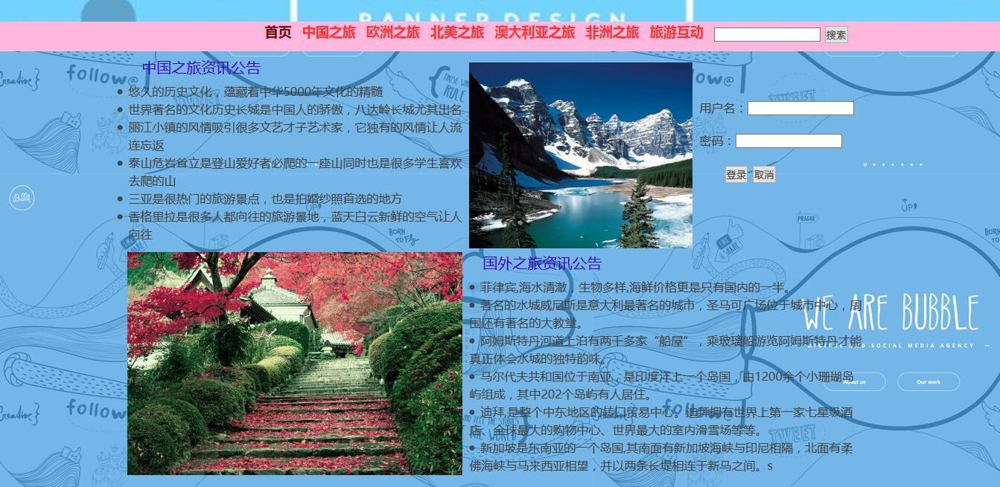 BANNER DESIGN
首页 中国之旅 欧洲之旅 北美之旅 澳大利亚之旅 非洲之旅 旅游互动 搜索
中国之旅资讯公告
悠久的历史文化，蕴藏着中华5000年文化的精髓
世界著名的文化历史长城是中国人的骄傲，八达岭长城尤其出名
丽江小镇的风情吸引很多文艺才子艺术家，它独有的风情让人流
连忘返
泰山危岩耸立是登山爱好者必爬的一座山同时也是很多学生喜欢
去爬的山
三亚是很热门的旅游景点，也是拍婚纱照首选的地方
香格里拉是很多人都向往的旅游景地，蓝天白云新鲜的空气让人
向往
用户名：
密码：
登录 取消
国外之旅资讯公告
菲律宾,海水清澈，生物多样,海鲜价格更是只有国内的一半。
著名的水城威尼斯是意大利最著名的城市，圣马可广场位于城市中心，周
围还有著名的大教堂。
阿姆斯特丹河道上泊有两千多家“船屋”，乘玻璃船游览阿姆斯特丹才能
真正体会水城的独特韵味。
马尔代夫共和国位于南亚，是印度洋上一个岛国，由1200余个小珊瑚岛
屿组成，其中202个岛屿有人居住。
迪拜,是整个中东地区的转口贸易中心。迪拜拥有世界上第一家七星级酒
店、全球最大的购物中心、世界最大的室内滑雪场等等。
新加坡是东南亚的一个岛国,其南面有新加坡海峡与印尼相隔，北面有柔
佛海峡与马来西亚相望，并以两条长堤相连于新马之间。s
follow@
THOSE WHO
RULE
TWEET
UP!
PRAGUE
BORN
TO FLY
LIKE
& SHARE
WE ARE BUBBLE
AND SOCIAL MEDIA AGENCY
About us
Our work
follow@
TWEET